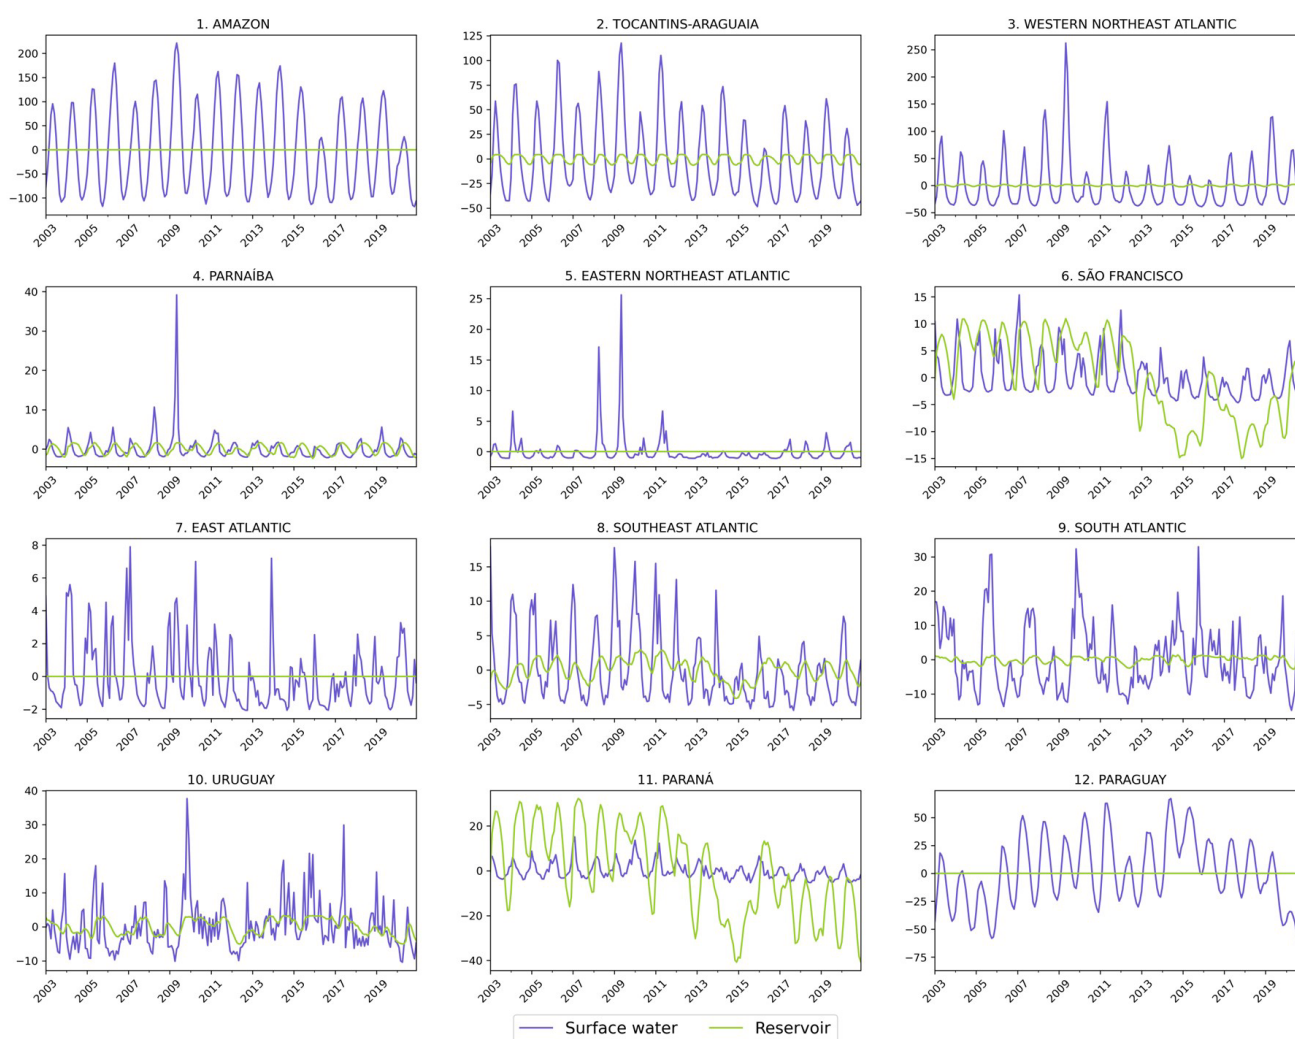 1. AMAZON
200
150
100
50
0
−50
−100
2003 2005 2007 2009 2011 2013 2015 2017 2019
2. TOCANTINS-ARAGUAIA
125
100
75
50
25
0
−25
−50
2003 2005 2007 2009 2011 2013 2015 2017 2019
3. WESTERN NORTHEAST ATLANTIC
250
200
150
100
50
0
−50
2003 2005 2007 2009 2011 2013 2015 2017 2019
4. PARNAÍBA
40
30
20
10
0
2003 2005 2007 2009 2011 2013 2015 2017 2019
5. EASTERN NORTHEAST ATLANTIC
25
20
15
10
5
0
2003 2005 2007 2009 2011 2013 2015 2017 2019
6. SÃO FRANCISCO
15
10
5
0
−5
−10
−15
2003 2005 2007 2009 2011 2013 2015 2017 2019
7. EAST ATLANTIC
8
6
4
2
0
−2
2003 2005 2007 2009 2011 2013 2015 2017 2019
8. SOUTHEAST ATLANTIC
15
10
5
0
−5
2003 2005 2007 2009 2011 2013 2015 2017 2019
9. SOUTH ATLANTIC
30
20
10
0
−10
2003 2005 2007 2009 2011 2013 2015 2017 2019
10. URUGUAY
40
30
20
10
0
−10
2003 2005 2007 2009 2011 2013 2015 2017 2019
11. PARANÁ
20
0
−20
−40
2003 2005 2007 2009 2011 2013 2015 2017 2019
12. PARAGUAY
50
25
0
−25
−50
−75
2003 2005 2007 2009 2011 2013 2015 2017 2019
Surface water Reservoir